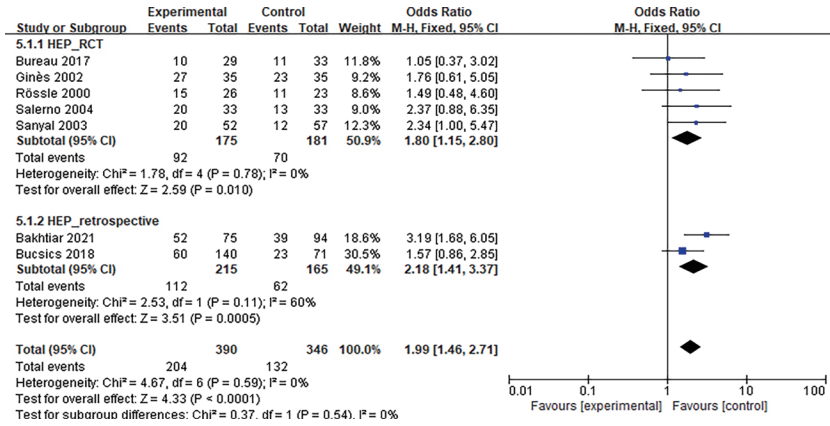 Experimental Control Odds Ratio Odds Ratio
Study or Subgroup Events Total Events Total Weight M-H, Fixed, 95% CI M-H, Fixed, 95% CI
5.1.1 HEP_RCT
Bureau 2017 10 29 11 33 11.8% 1.05 [0.37, 3.02]
Ginès 2002 27 35 23 35 9.2% 1.76 [0.61, 5.05]
Rössle 2000 15 26 11 23 8.6% 1.49 [0.48, 4.60]
Salerno 2004 20 33 13 33 9.0% 2.37 [0.88, 6.35]
Sanyal 2003 20 52 12 57 12.3% 2.34 [1.00, 5.47]
Subtotal (95% CI) 175 181 50.9% 1.80 [1.15, 2.80]
Total events 92 70
Heterogeneity: Chi² = 1.78, df = 4 (P = 0.78); I² = 0%
Test for overall effect: Z = 2.59 (P = 0.010)
5.1.2 HEP_retrospective
Bakhtiar 2021 52 75 39 94 18.6% 3.19 [1.68, 6.05]
Bucsics 2018 60 140 23 71 30.5% 1.57 [0.86, 2.85]
Subtotal (95% CI) 215 165 49.1% 2.18 [1.41, 3.37]
Total events 112 62
Heterogeneity: Chi² = 2.53, df = 1 (P = 0.11); I² = 60%
Test for overall effect: Z = 3.51 (P = 0.0005)
Total (95% CI) 390 346 100.0% 1.99 [1.46, 2.71]
Total events 204 132
Heterogeneity: Chi² = 4.67, df = 6 (P = 0.59); I² = 0%
Test for overall effect: Z = 4.33 (P < 0.0001)
Test for subgroup differences: Chi² = 0.37, df = 1 (P = 0.54), I² = 0%
0.01 0.1 1 10 100
Favours [experimental] Favours [control]